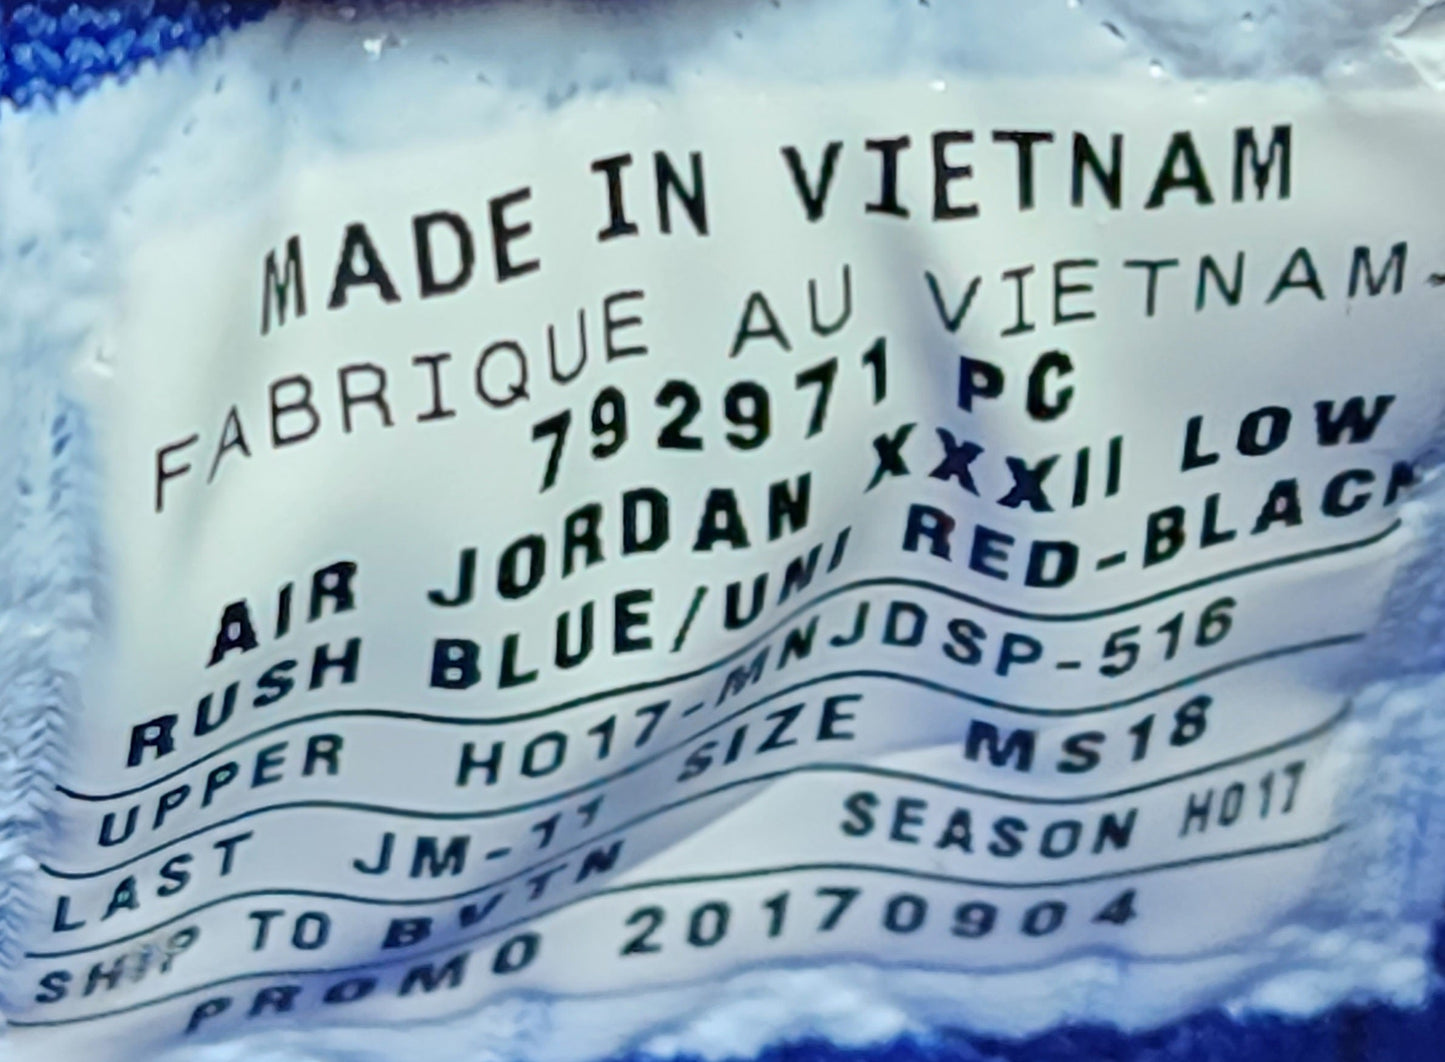 MADE IN VIETNAM
FABRIQUE AU VIETNAM
792971 PC
AIR JORDAN XXXII LOW
RUSH BLUE/UNI RED-BLACK
UPPER HO17-MNJDSP-516
LAST JM-11 SIZE MS18
SHIP TO BVTN SEASON HO17
PROMO 20170904